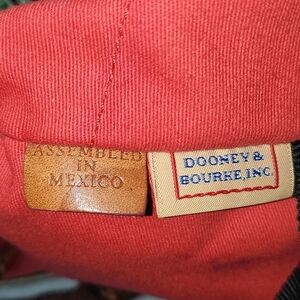 ASSEMBLED
IN
MEXICO
DOONEY &
BOURKE, INC.